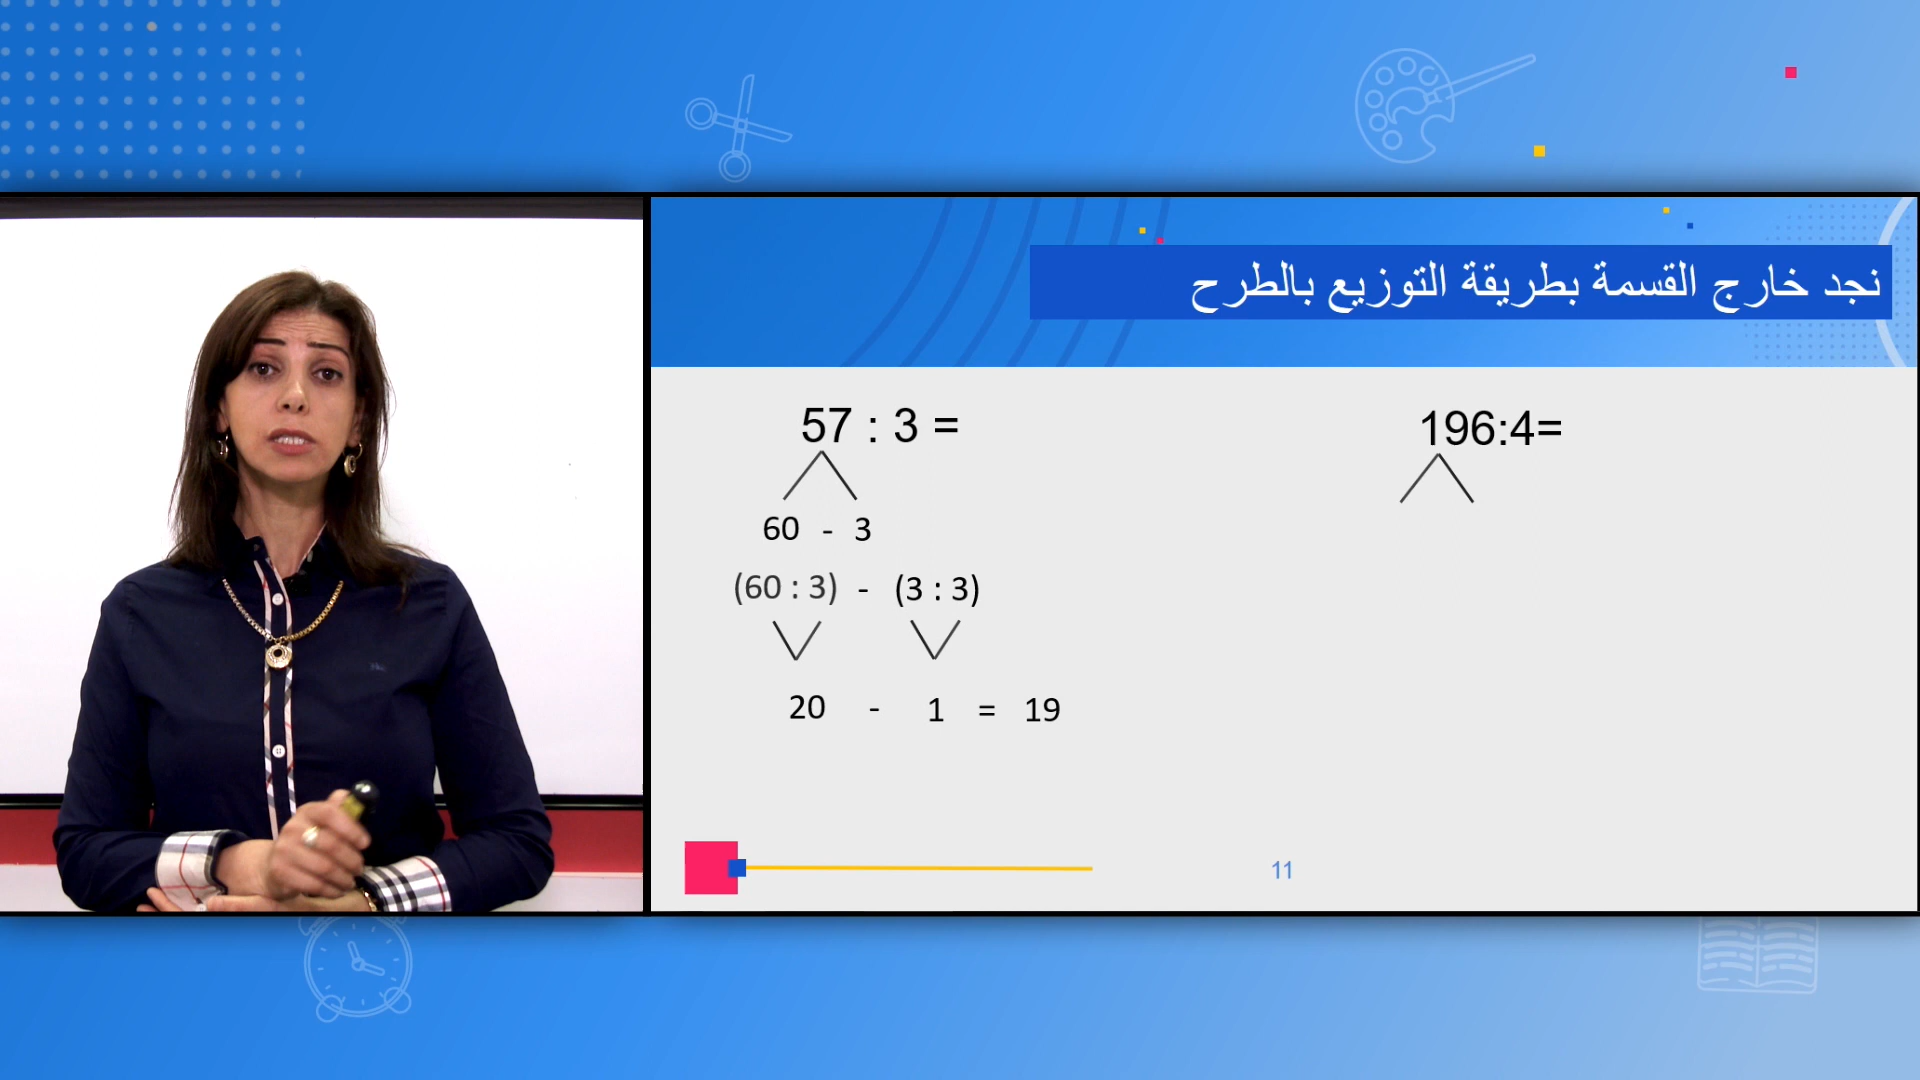 نجد خارج القسمة بطريقة التوزيع بالطرح
57 : 3 =
60 - 3
(60 : 3) - (3 : 3)
20 - 1 = 19
196:4=
11